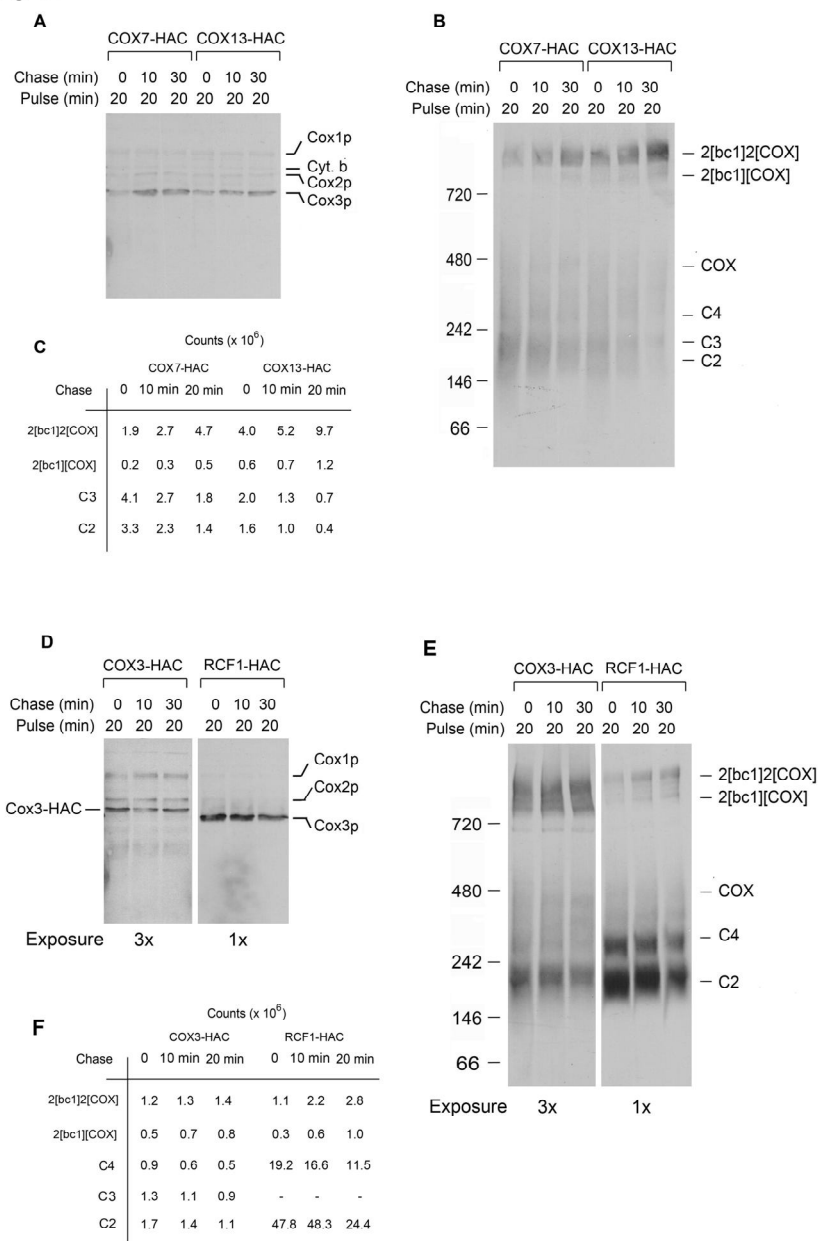 A
COX7-HAC COX13-HAC
Chase (min) 0 10 30 0 10 30
Pulse (min) 20 20 20 20 20 20
Cox1p
Cyt. b
Cox2p
Cox3p
B
COX7-HAC COX13-HAC
Chase (min) 0 10 30 0 10 30
Pulse (min) 20 20 20 20 20 20
2[bc1]2[COX]
2[bc1][COX]
720
480
COX
C4
242
C3
C2
146
66
C
Counts (x 10⁶)
COX7-HAC COX13-HAC
Chase 0 10 min 20 min 0 10 min 20 min
2[bc1]2[COX] 1.9 2.7 4.7 4.0 5.2 9.7
2[bc1][COX] 0.2 0.3 0.5 0.6 0.7 1.2
C3 4.1 2.7 1.8 2.0 1.3 0.7
C2 3.3 2.3 1.4 1.6 1.0 0.4
D
COX3-HAC RCF1-HAC
Chase (min) 0 10 30 0 10 30
Pulse (min) 20 20 20 20 20 20
Cox1p
Cox2p
Cox3-HAC
Cox3p
Exposure 3x 1x
E
COX3-HAC RCF1-HAC
Chase (min) 0 10 30 0 10 30
Pulse (min) 20 20 20 20 20 20
2[bc1]2[COX]
2[bc1][COX]
720
480
COX
C4
242
C2
146
66
Exposure 3x 1x
F
Counts (x 10⁶)
COX3-HAC RCF1-HAC
Chase 0 10 min 20 min 0 10 min 20 min
2[bc1]2[COX] 1.2 1.3 1.4 1.1 2.2 2.8
2[bc1][COX] 0.5 0.7 0.8 0.3 0.6 1.0
C4 0.9 0.6 0.5 19.2 16.6 11.5
C3 1.3 1.1 0.9 - - -
C2 1.7 1.4 1.1 47.8 48.3 24.4